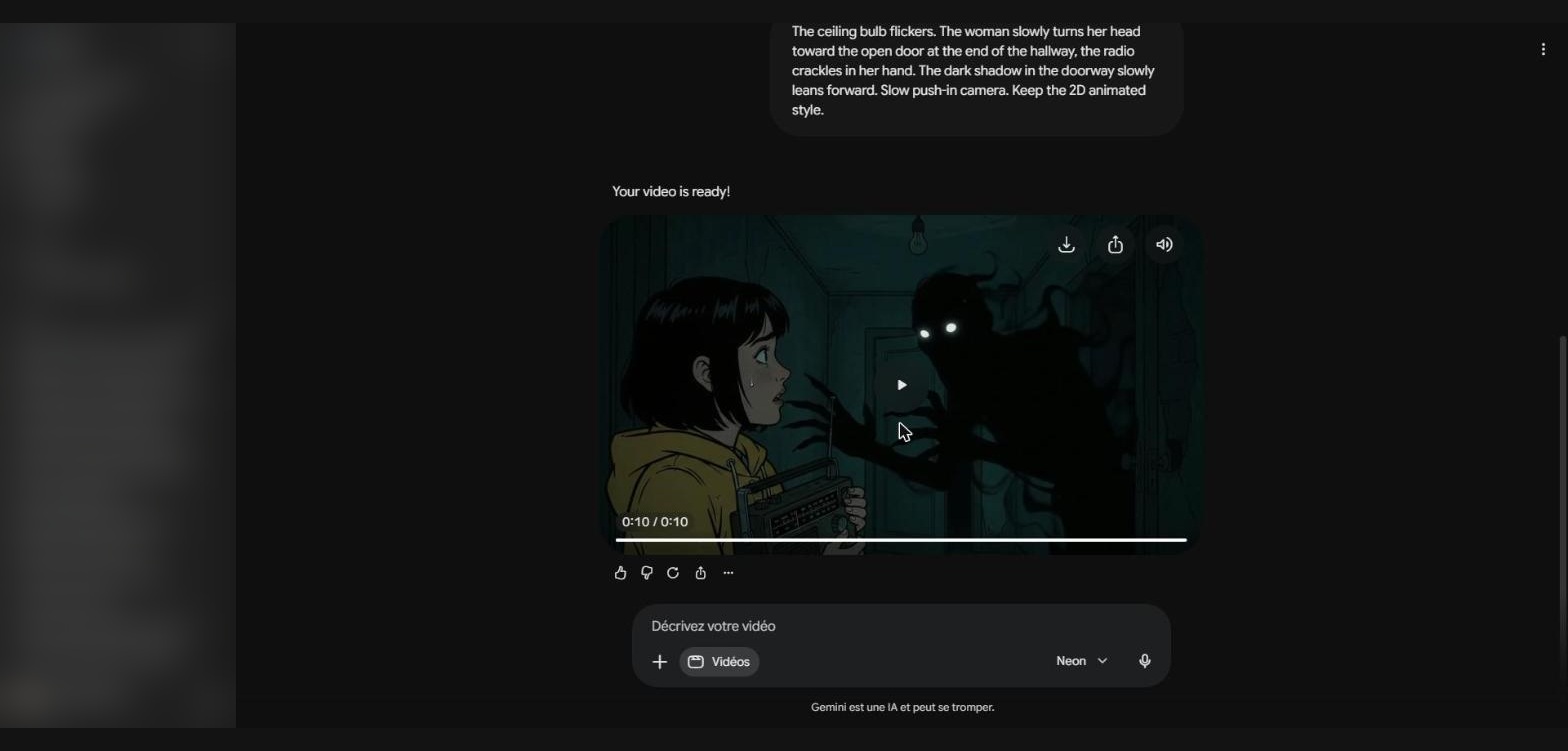 The ceiling bulb flickers. The woman slowly turns her head
toward the open door at the end of the hallway, the radio
crackles in her hand. The dark shadow in the doorway slowly
leans forward. Slow push-in camera. Keep the 2D animated
style.
Your video is ready!
0:10 / 0:10
Décrivez votre vidéo
Vidéos
Neon
Gemini est une IA et peut se tromper.